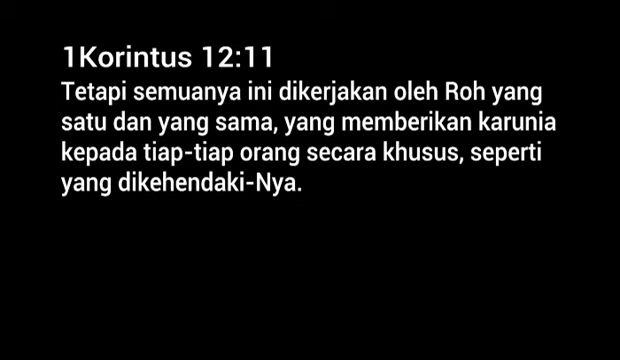 1Korintus 12:11
Tetapi semuanya ini dikerjakan oleh Roh yang
satu dan yang sama, yang memberikan karunia
kepada tiap-tiap orang secara khusus, seperti
yang dikehendaki-Nya.